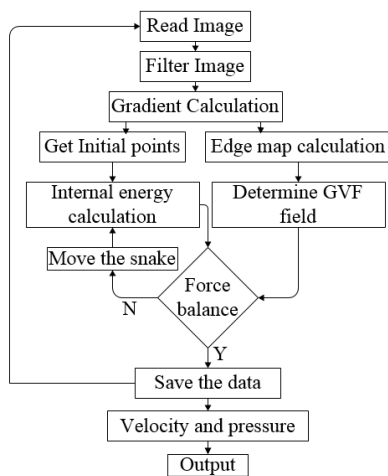 Read Image
Filter Image
Gradient Calculation
Get Initial points
Edge map calculation
Internal energy
calculation
Determine GVF
field
Move the snake
Force
balance
N
Y
Save the data
Velocity and pressure
Output